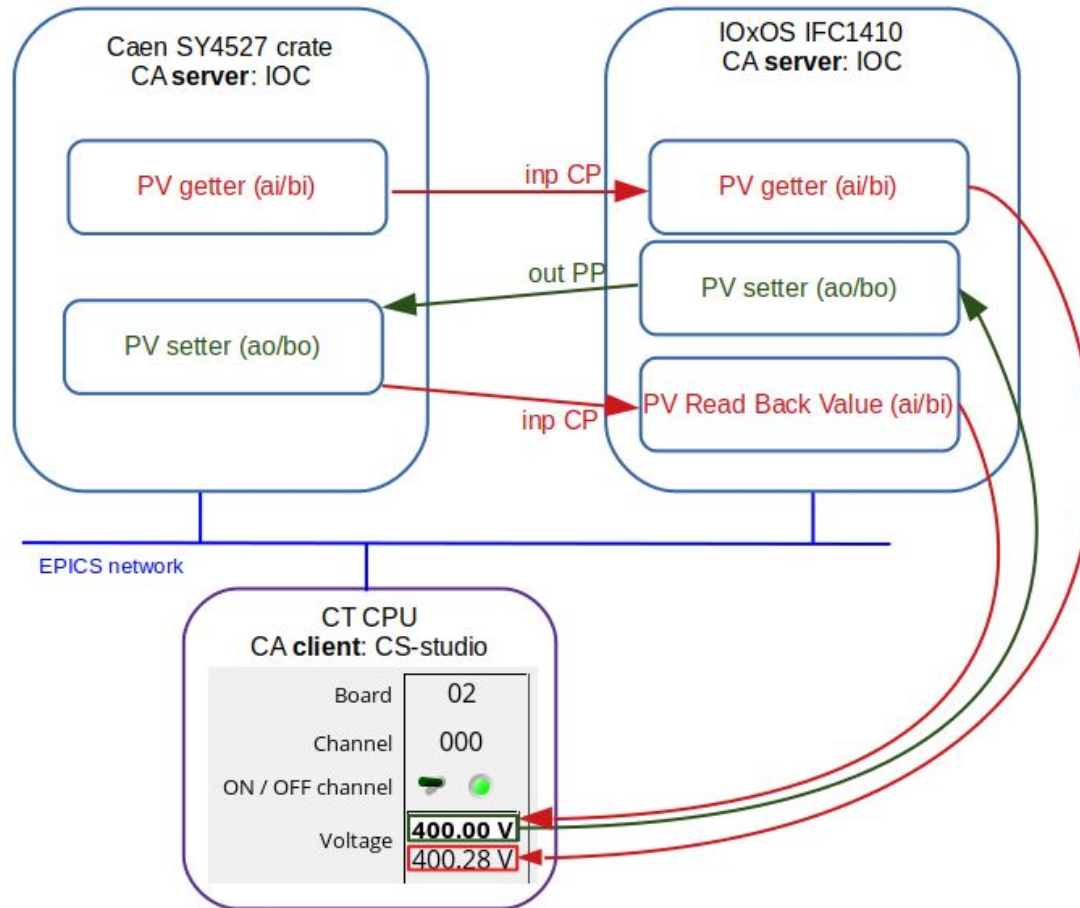 Caen SY4527 crate
CA server: IOC
PV getter (ai/bi)
PV setter (ao/bo)
inp CP
out PP
inp CP
IOxOS IFC1410
CA server: IOC
PV getter (ai/bi)
PV setter (ao/bo)
PV Read Back Value (ai/bi)
EPICS network
CT CPU
CA client: CS-studio
Board 02
Channel 000
ON / OFF channel
Voltage
400.00 V
400.28 V